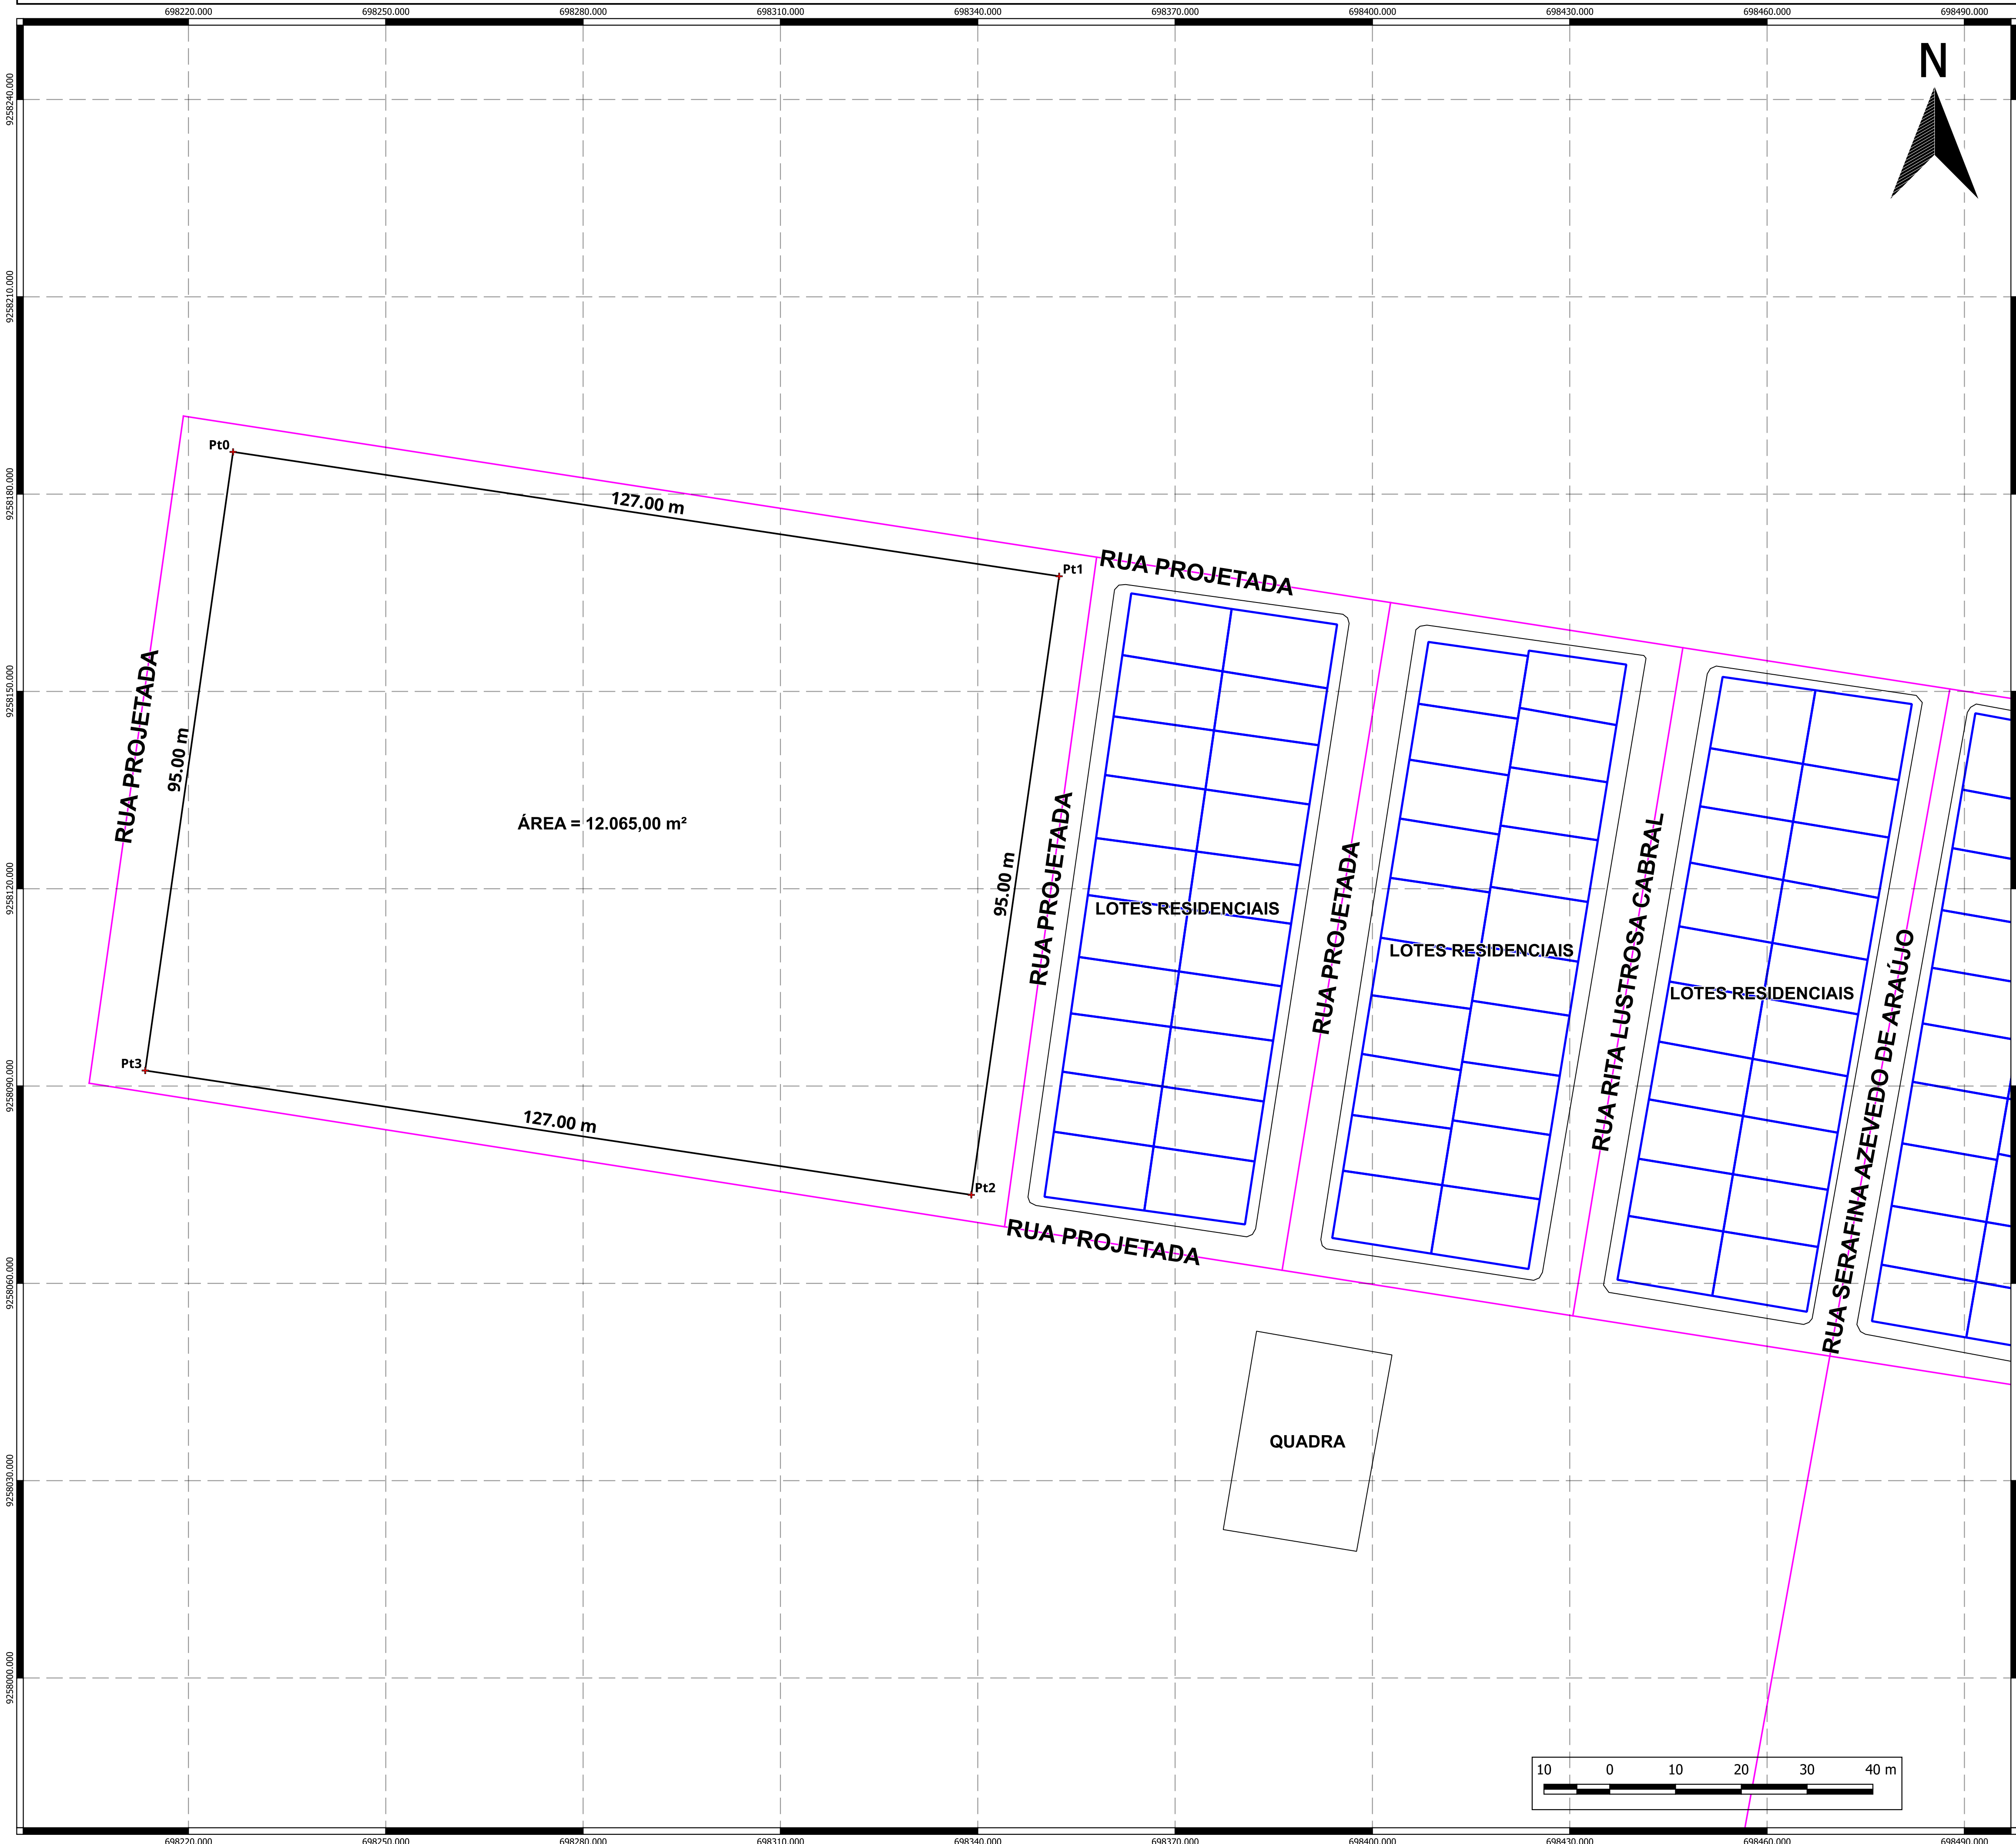 698220.000 698250.000 698280.000 698310.000 698340.000 698370.000 698400.000 698430.000 698460.000 698490.000
N
9258240.000
9258210.000
9258180.000
9258150.000
9258120.000
9258090.000
9258060.000
9258030.000
9258000.000
Pt0
127.00 m
Pt1
RUA PROJETADA
RUA PROJETADA
95.00 m
ÁREA = 12.065,00 m²
95.00 m
RUA PROJETADA
LOTES RESIDENCIAIS
RUA PROJETADA
LOTES RESIDENCIAIS
RUA RITA LUSTROSA CABRAL
LOTES RESIDENCIAIS
RUA SERAFINA AZEVEDO DE ARAÚJO
Pt3
127.00 m
Pt2
RUA PROJETADA
QUADRA
10 0 10 20 30 40 m
698220.000 698250.000 698280.000 698310.000 698340.000 698370.000 698400.000 698430.000 698460.000 698490.000